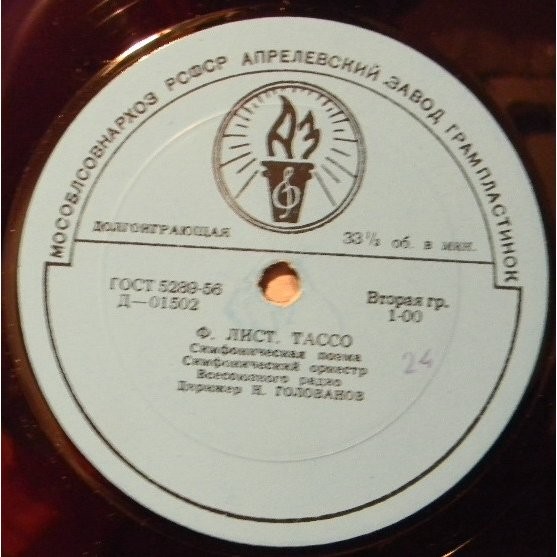 МОСОБЛСОВНАРХОЗ РСФСР АПРЕЛЕВСКИЙ ЗАВОД ГРАМПЛАСТИНОК
АЗ
ДОЛГОИГРАЮЩАЯ
33⅓ об. в мин.
ГОСТ 5289-56
Д—01502
Вторая гр.
1-00
Ф. ЛИСТ. ТАССО
Симфоническая поэма
Симфонический оркестр
Всесоюзного радио
Дирижер Н. ГОЛОВАНОВ
24